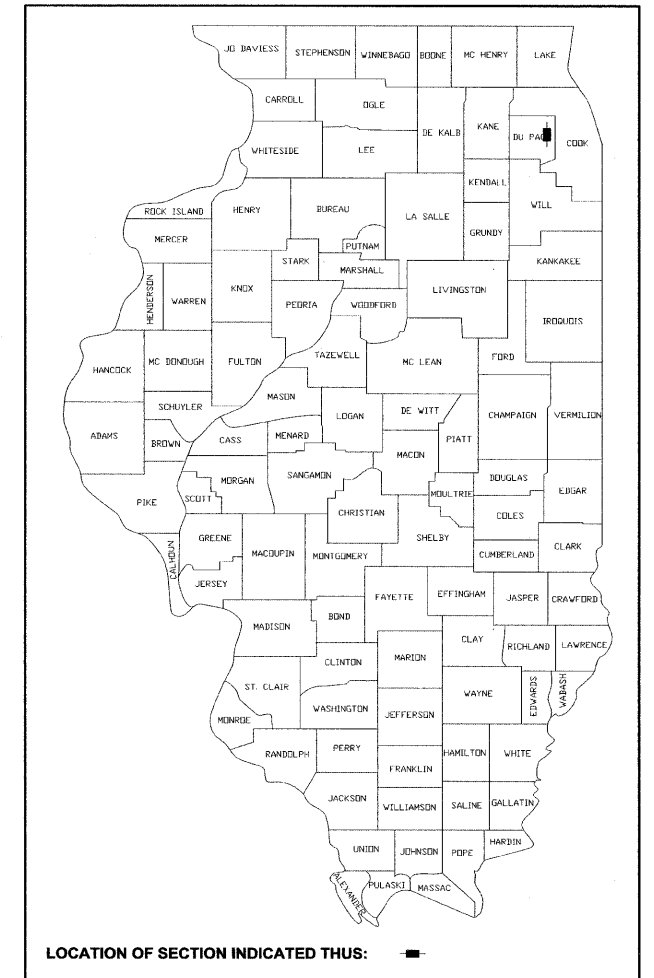 JO DAVIESS STEPHENSON WINNEBAGO BOONE MC HENRY LAKE
CARROLL OGLE DE KALB KANE DU PAG COOK
WHITESIDE LEE
KENDALL WILL
ROCK ISLAND HENRY BUREAU LA SALLE GRUNDY
MERCER PUTNAM
STARK MARSHALL KANKAKEE
HENDERSON WARREN KNOX PEORIA WOODFORD LIVINGSTON IROQUOIS
HANCOCK MC DONOUGH FULTON TAZEWELL MC LEAN FORD
MASON
SCHUYLER LOGAN DE WITT CHAMPAIGN VERMILION
ADAMS BROWN CASS MENARD MACON PIATT
PIKE SCOTT MORGAN SANGAMON MOULTRIE DOUGLAS EDGAR
CHRISTIAN COLES
CALHOUN GREENE MACOUPIN MONTGOMERY SHELBY CUMBERLAND CLARK
JERSEY FAYETTE EFFINGHAM JASPER CRAWFORD
MADISON BOND CLAY RICHLAND LAWRENCE
CLINTON MARION
ST. CLAIR WAYNE EDWARDS WABASH
MONROE WASHINGTON JEFFERSON
RANDOLPH PERRY HAMILTON WHITE
FRANKLIN
JACKSON WILLIAMSON SALINE GALLATIN
HARDIN
UNION JOHNSON POPE
ALEXANDER PULASKI MASSAC
LOCATION OF SECTION INDICATED THUS: